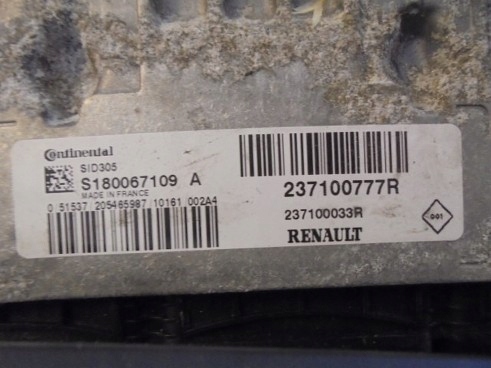 Continental
SID305
S180067109 A
MADE IN FRANCE
0 51537 205465987 10161 002A4
237100777R
237100033R
RENAULT
001